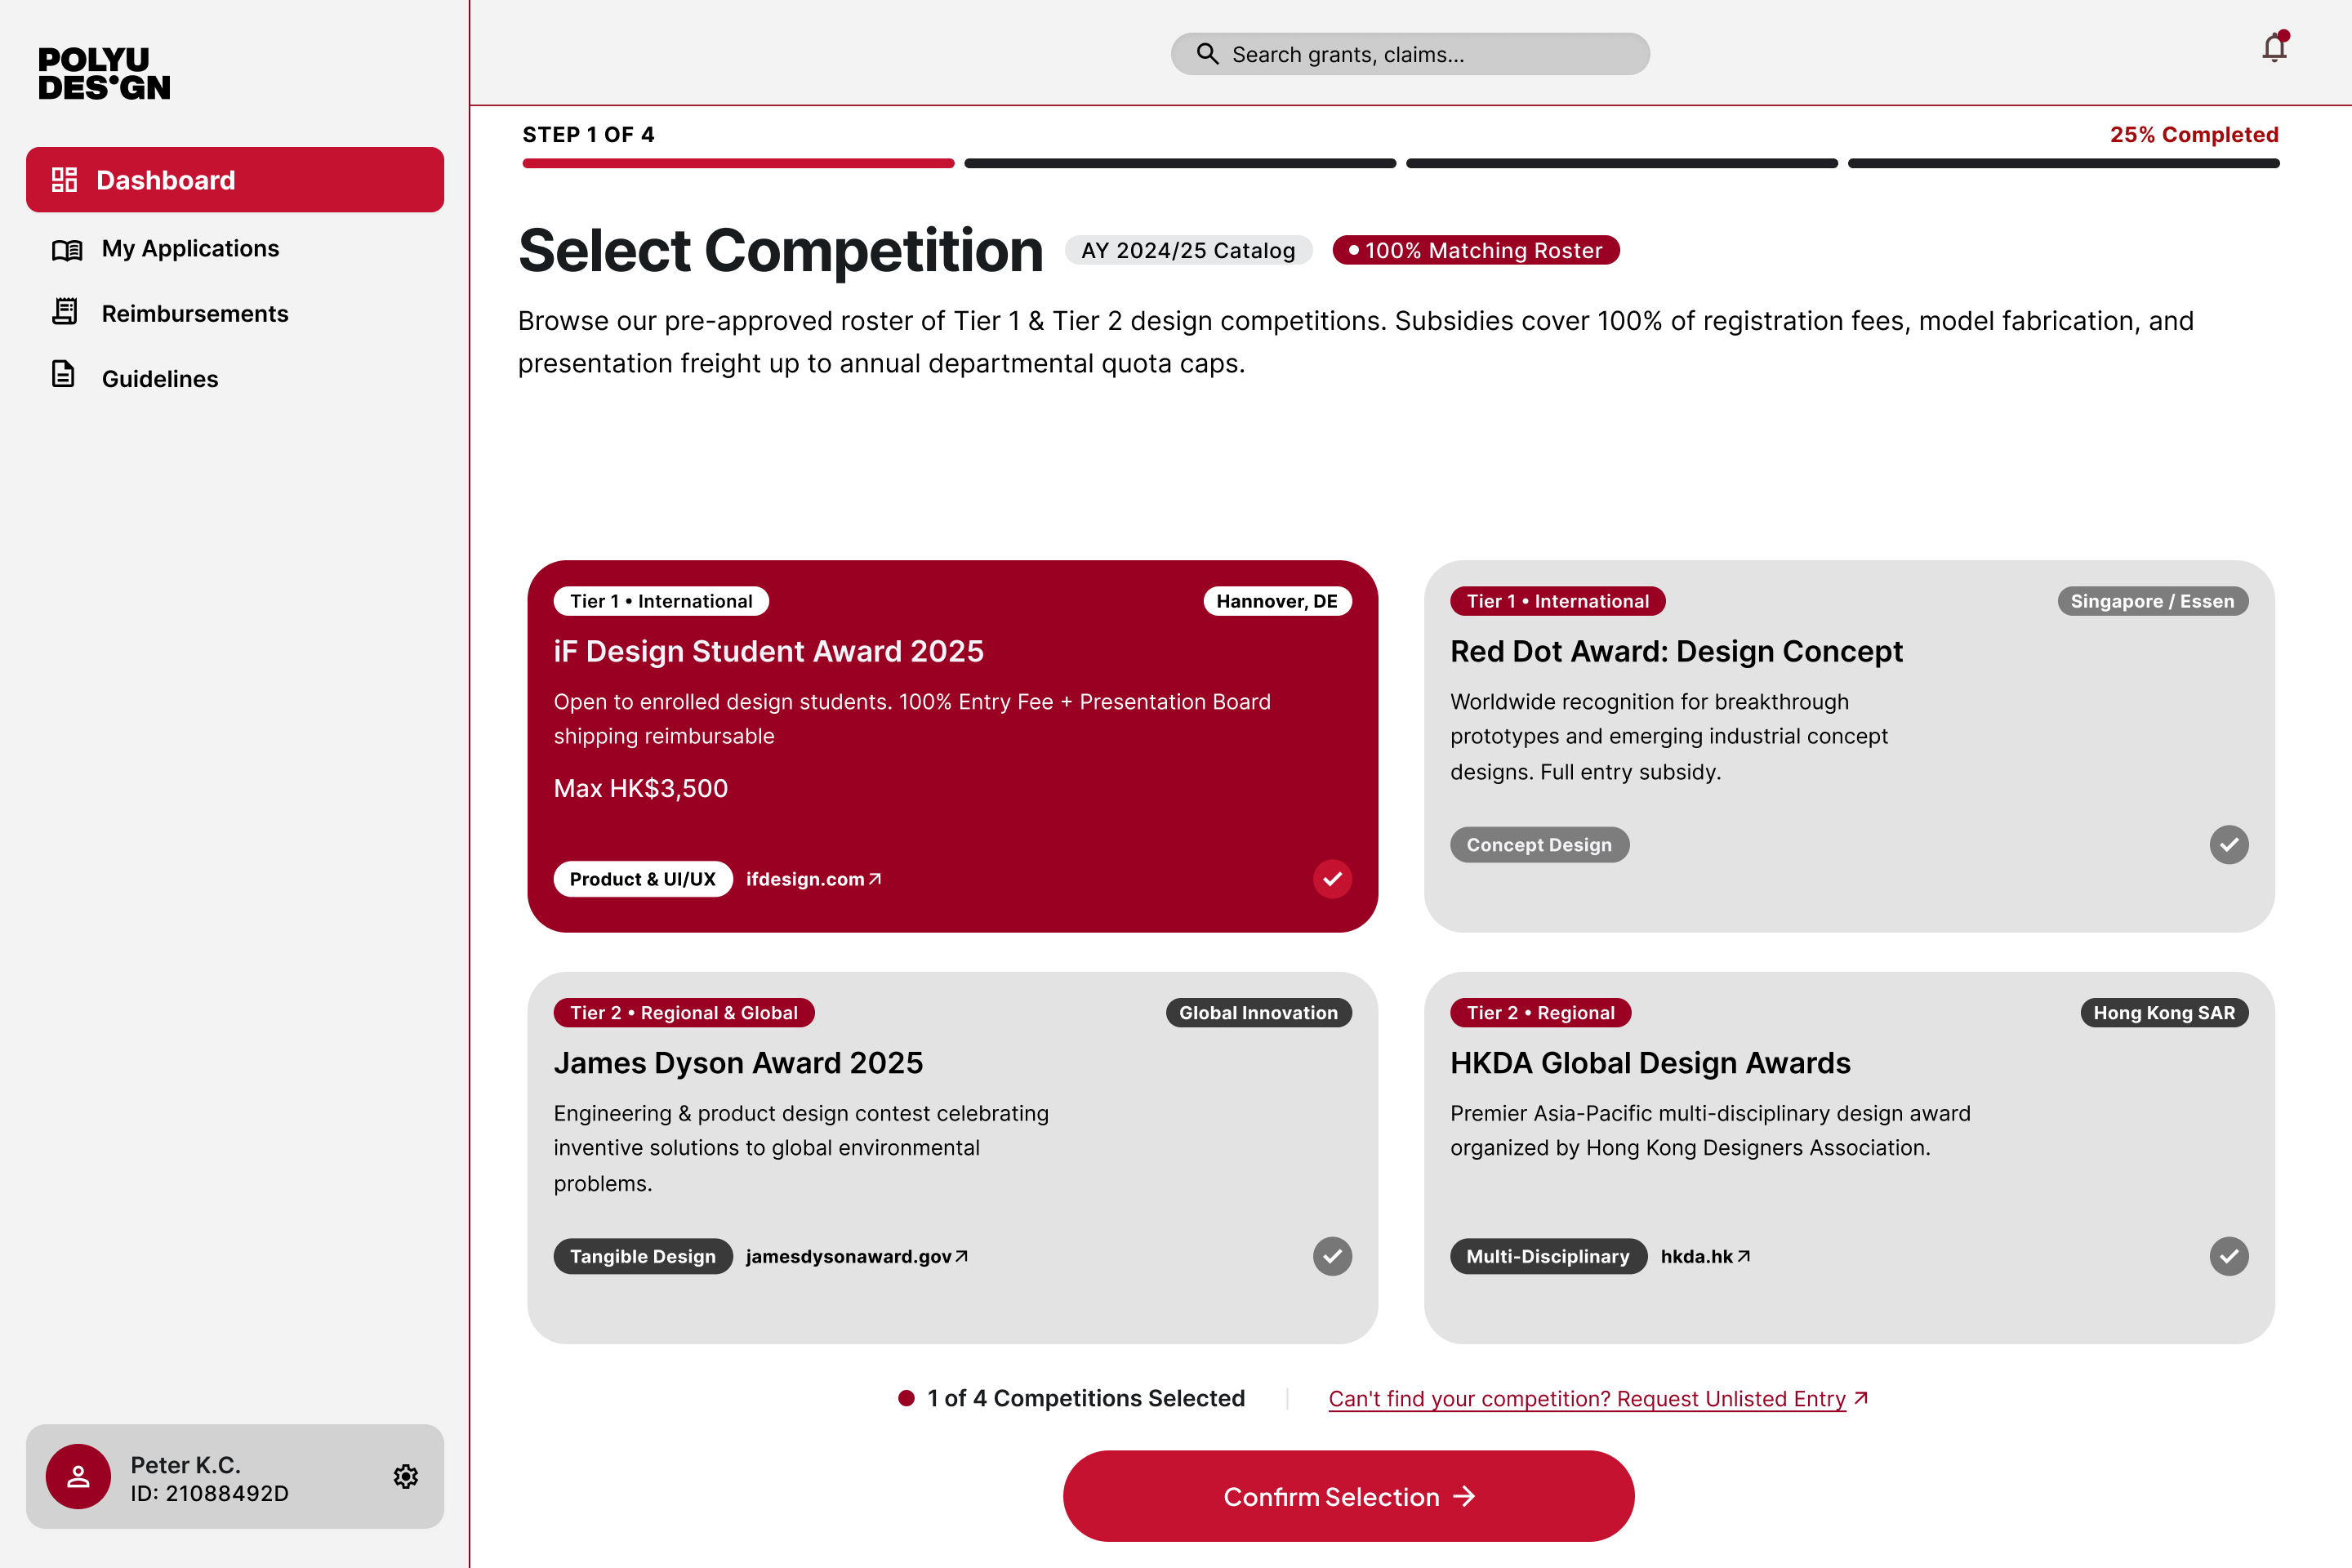 POLYU
DESIGN
Dashboard
My Applications
Reimbursements
Guidelines
Peter K.C.
ID: 21088492D
Search grants, claims...
STEP 1 OF 4
25% Completed
Select Competition
AY 2024/25 Catalog
100% Matching Roster
Browse our pre-approved roster of Tier 1 & Tier 2 design competitions. Subsidies cover 100% of registration fees, model fabrication, and
presentation freight up to annual departmental quota caps.
Tier 1 • International
Hannover, DE
iF Design Student Award 2025
Open to enrolled design students. 100% Entry Fee + Presentation Board
shipping reimbursable
Max HK$3,500
Product & UI/UX
ifdesign.com
Tier 1 • International
Singapore / Essen
Red Dot Award: Design Concept
Worldwide recognition for breakthrough
prototypes and emerging industrial concept
designs. Full entry subsidy.
Concept Design
Tier 2 • Regional & Global
Global Innovation
James Dyson Award 2025
Engineering & product design contest celebrating
inventive solutions to global environmental
problems.
Tangible Design
jamesdysonaward.gov
Tier 2 • Regional
Hong Kong SAR
HKDA Global Design Awards
Premier Asia-Pacific multi-disciplinary design award
organized by Hong Kong Designers Association.
Multi-Disciplinary
hkda.hk
1 of 4 Competitions Selected
Can't find your competition? Request Unlisted Entry
Confirm Selection